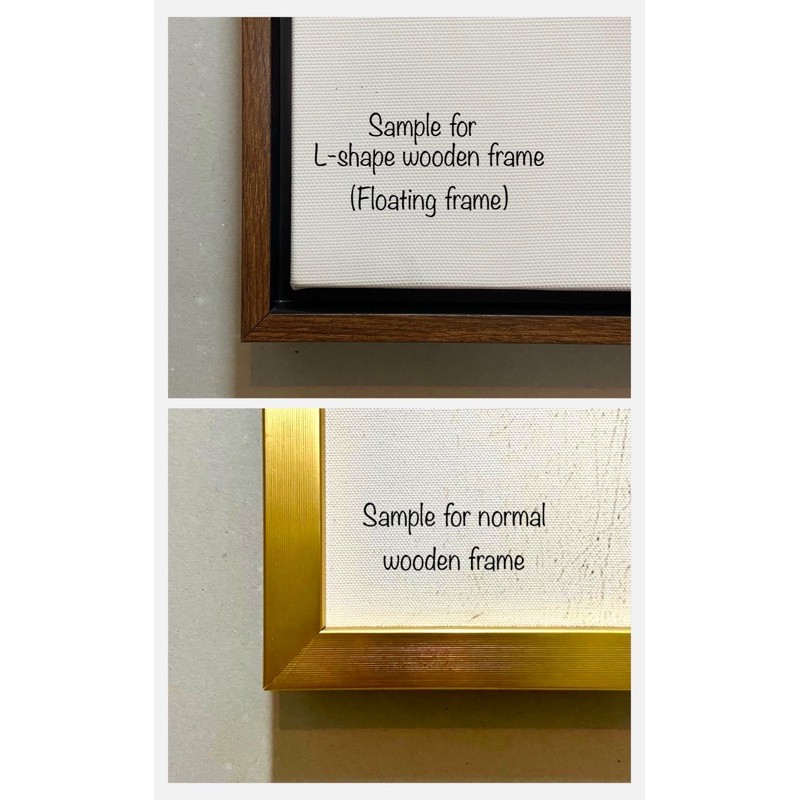 Sample for
L-shape wooden frame
(Floating frame)
Sample for normal
wooden frame